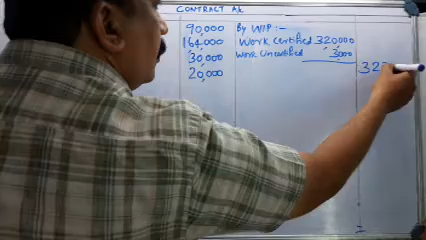 CONTRACT A/c
90,000 By WIP:-
164,000 Work Certified 320000
30,000 Work Uncertified 3000
20,000
32